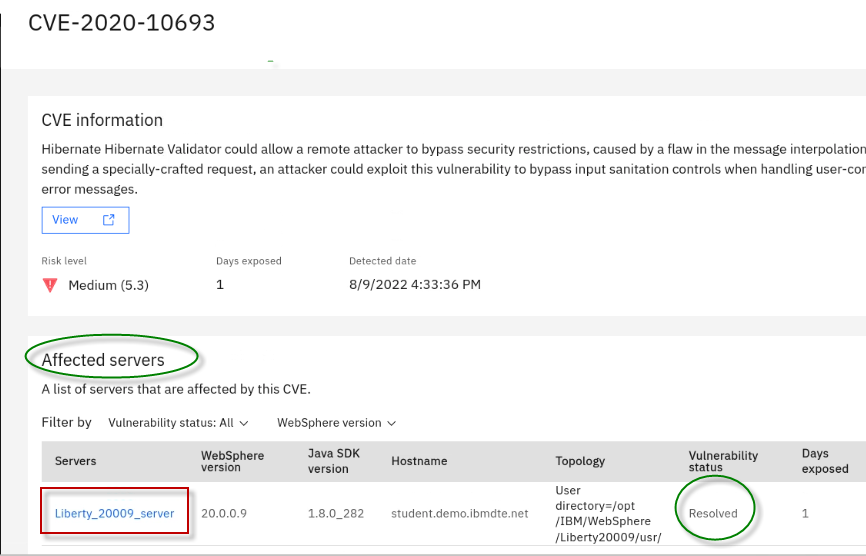 CVE-2020-10693
CVE information
Hibernate Hibernate Validator could allow a remote attacker to bypass security restrictions, caused by a flaw in the message interpolation
sending a specially-crafted request, an attacker could exploit this vulnerability to bypass input sanitation controls when handling user-con
error messages.
View
Risk level Days exposed Detected date
Medium (5.3) 1 8/9/2022 4:33:36 PM
Affected servers
A list of servers that are affected by this CVE.
Filter by Vulnerability status: All WebSphere version
Servers WebSphere version Java SDK version Hostname Topology Vulnerability status Days exposed
Liberty_20009_server 20.0.0.9 1.8.0_282 student.demo.ibmdte.net User directory=/opt /IBM/WebSphere /Liberty20009/usr/ Resolved 1